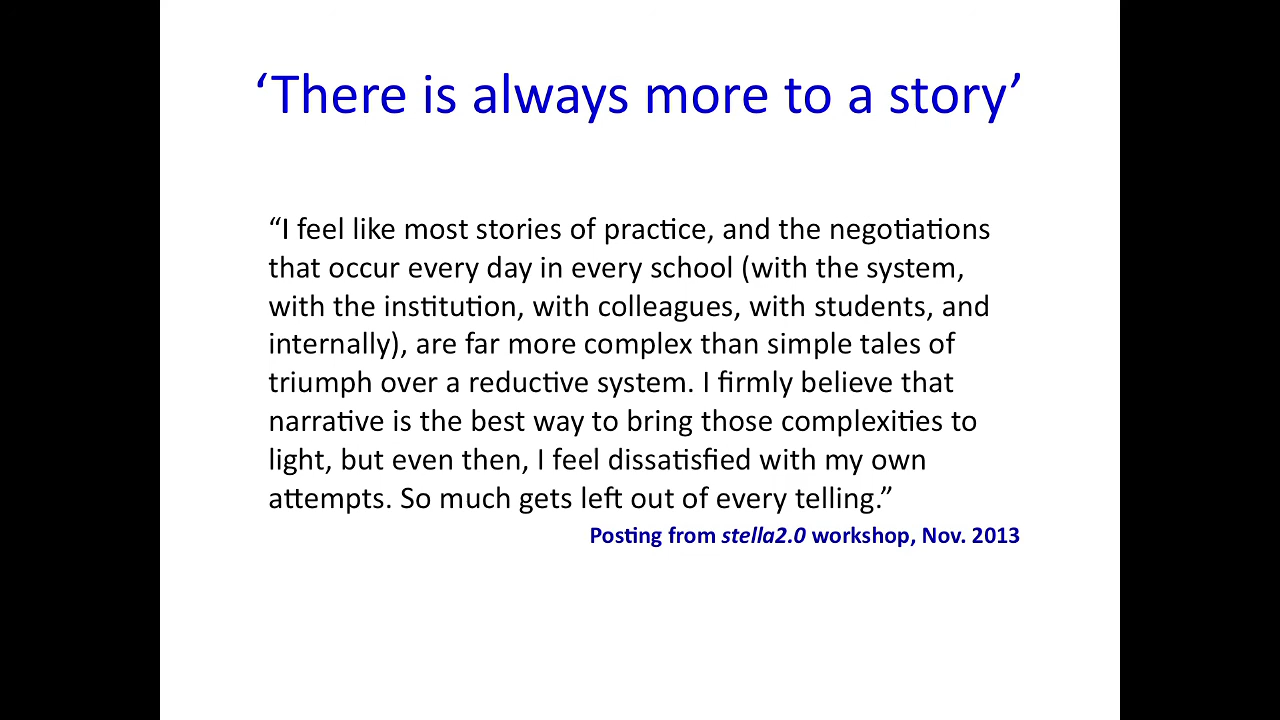 ‘There is always more to a story’
“I feel like most stories of practice, and the negotiations
that occur every day in every school (with the system,
with the institution, with colleagues, with students, and
internally), are far more complex than simple tales of
triumph over a reductive system. I firmly believe that
narrative is the best way to bring those complexities to
light, but even then, I feel dissatisfied with my own
attempts. So much gets left out of every telling.”
Posting from stella2.0 workshop, Nov. 2013